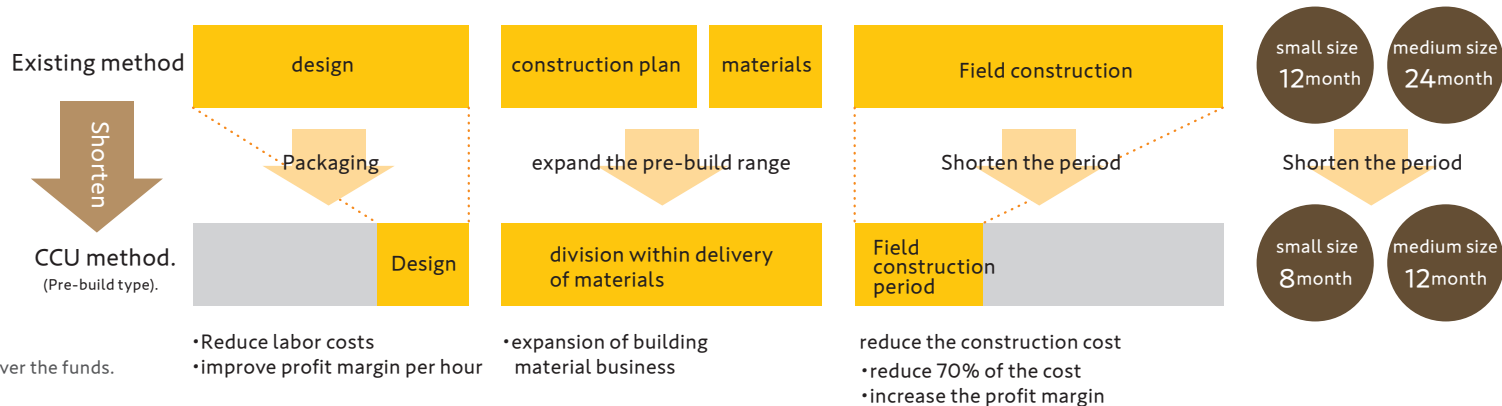 Existing method
design
construction plan
materials
Field construction
small size
12month
medium size
24month
Shorten
Packaging
expand the pre-build range
Shorten the period
Shorten the period
CCU method.
(Pre-build type).
Design
division within delivery
of materials
Field
construction
period
small size
8month
medium size
12month
ver the funds.
・Reduce labor costs
・improve profit margin per hour
・expansion of building
material business
reduce the construction cost
・reduce 70% of the cost
・increase the profit margin